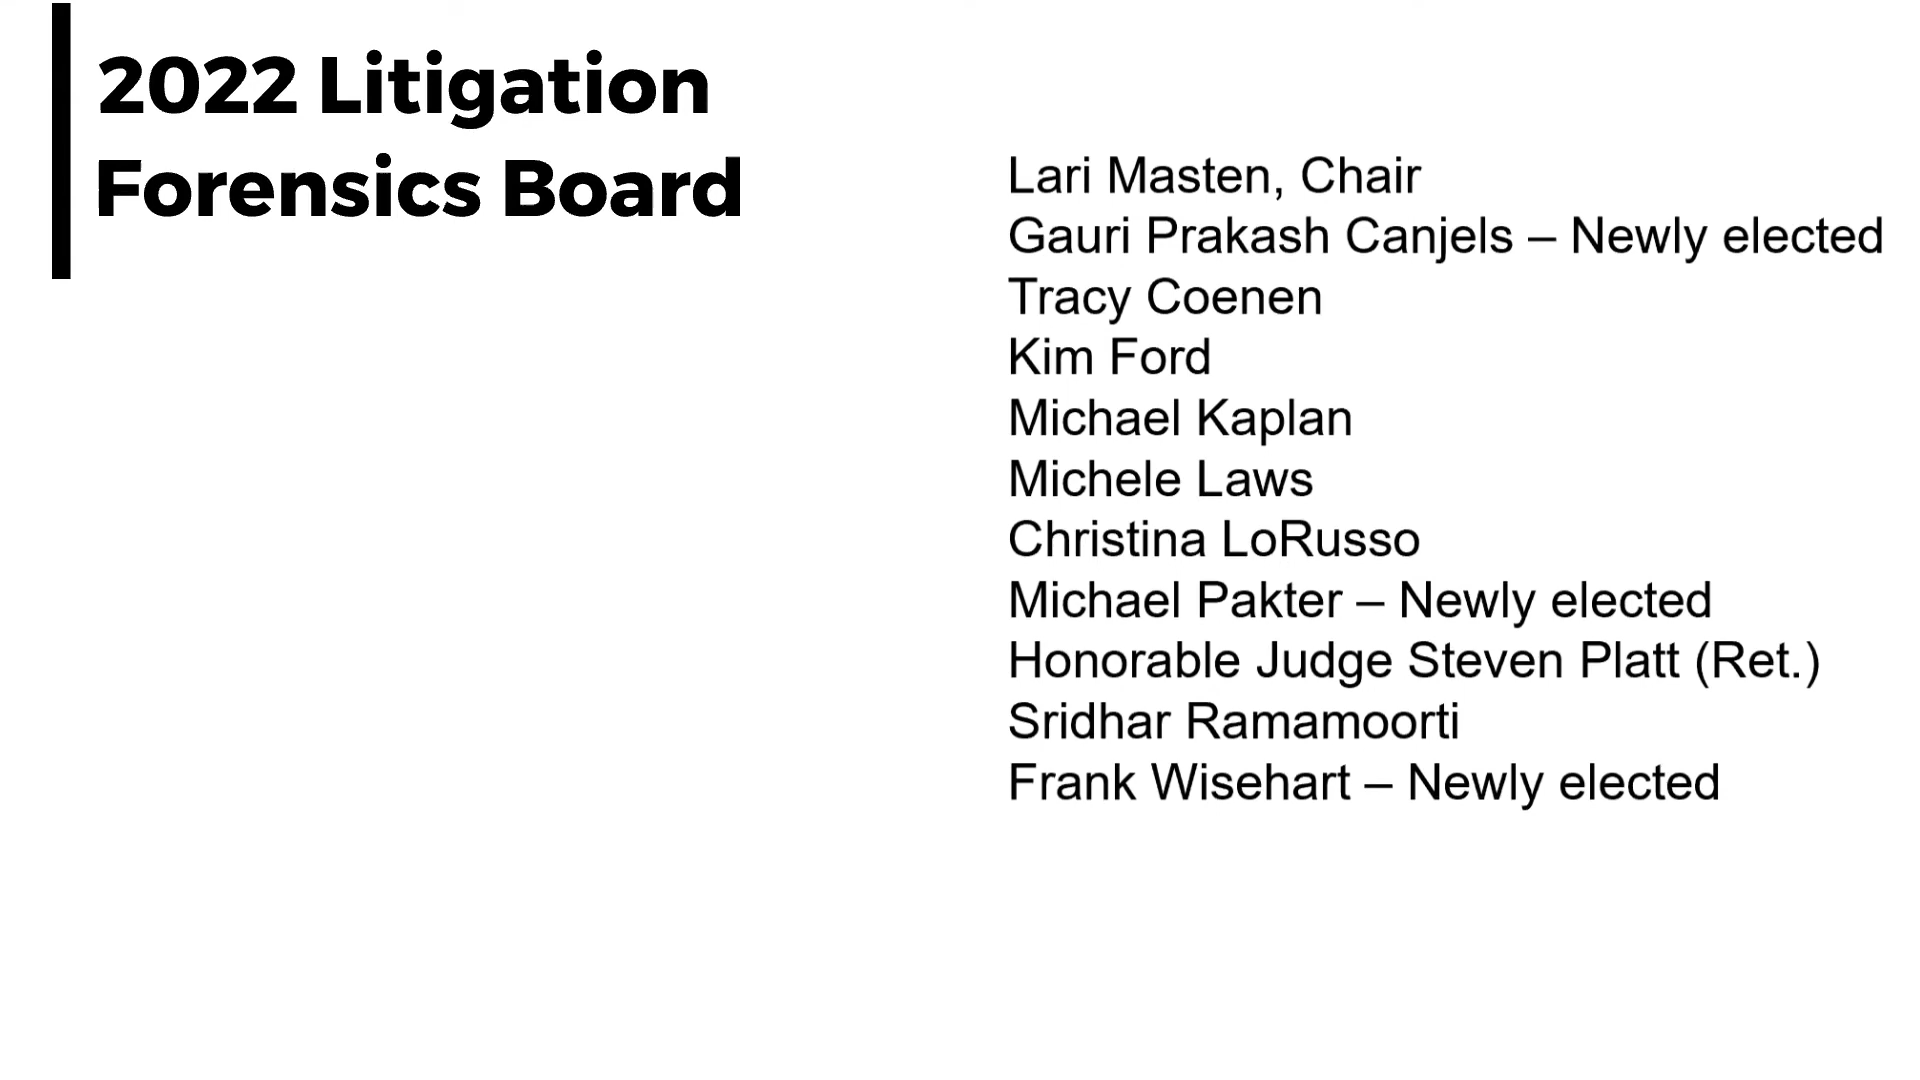 2022 Litigation
Forensics Board
Lari Masten, Chair
Gauri Prakash Canjels – Newly elected
Tracy Coenen
Kim Ford
Michael Kaplan
Michele Laws
Christina LoRusso
Michael Pakter – Newly elected
Honorable Judge Steven Platt (Ret.)
Sridhar Ramamoorti
Frank Wisehart – Newly elected